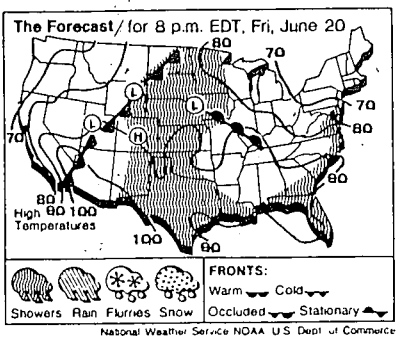 The Forecast/for 8 p.m. EDT, Fri, June 20
80
70
L
L
L
H
70
70
80
80
80
90 100
High
Temperatures
100
90
Showers Rain Flurries Snow
FRONTS:
Warm Cold
Occluded Stationary
National Weather Service NOAA U S Dept of Commerce